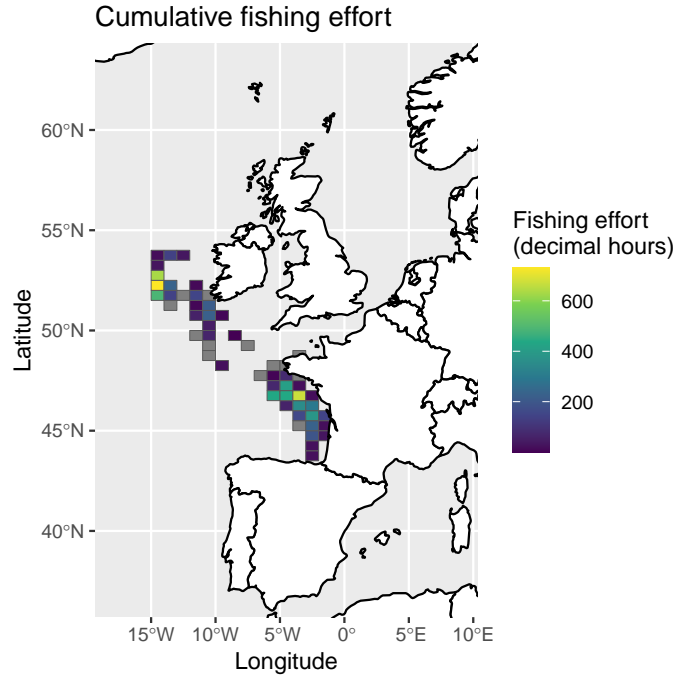 Cumulative fishing effort
60°N
55°N
50°N
45°N
40°N
Latitude
15°W 10°W 5°W 0° 5°E 10°E
Longitude
Fishing effort
(decimal hours)
600
400
200